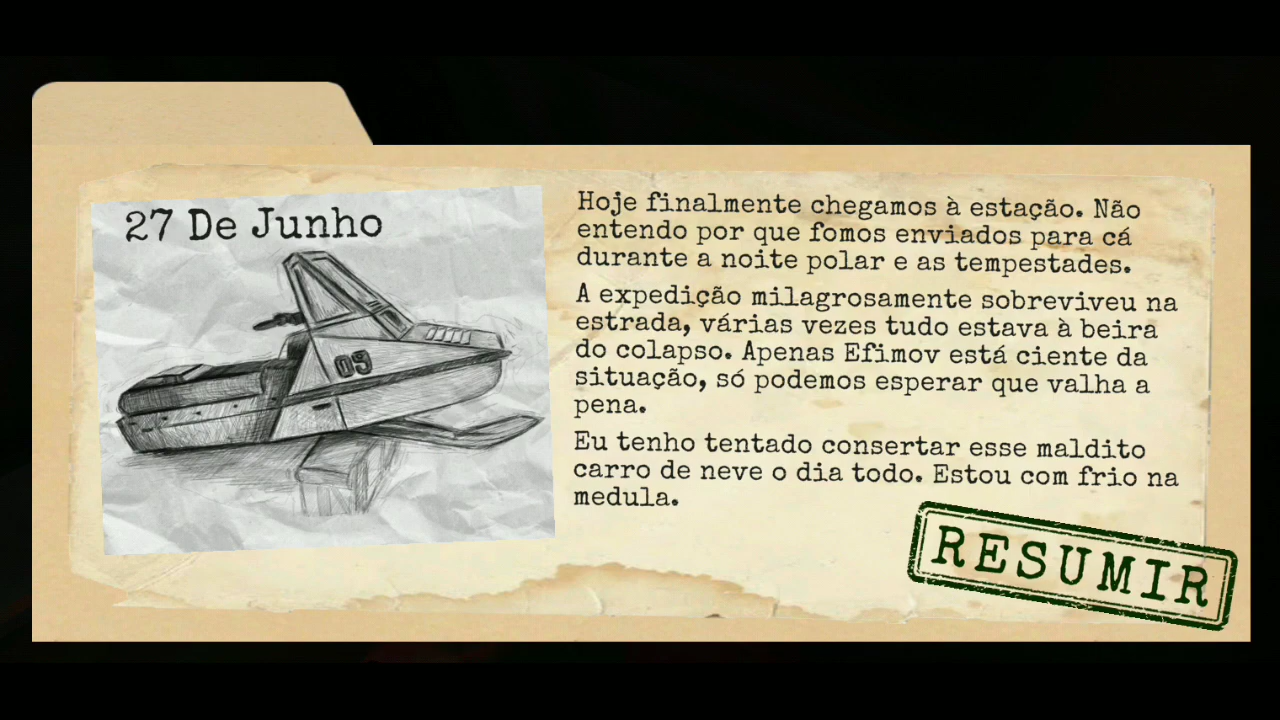 27 De Junho
09
Hoje finalmente chegamos à estação. Não
entendo por que fomos enviados para cá
durante a noite polar e as tempestades.
A expedição milagrosamente sobreviveu na
estrada, várias vezes tudo estava à beira
do colapso. Apenas Efimov está ciente da
situação, só podemos esperar que valha a
pena.
Eu tenho tentado consertar esse maldito
carro de neve o dia todo. Estou com frio na
medula.
RESUMIR